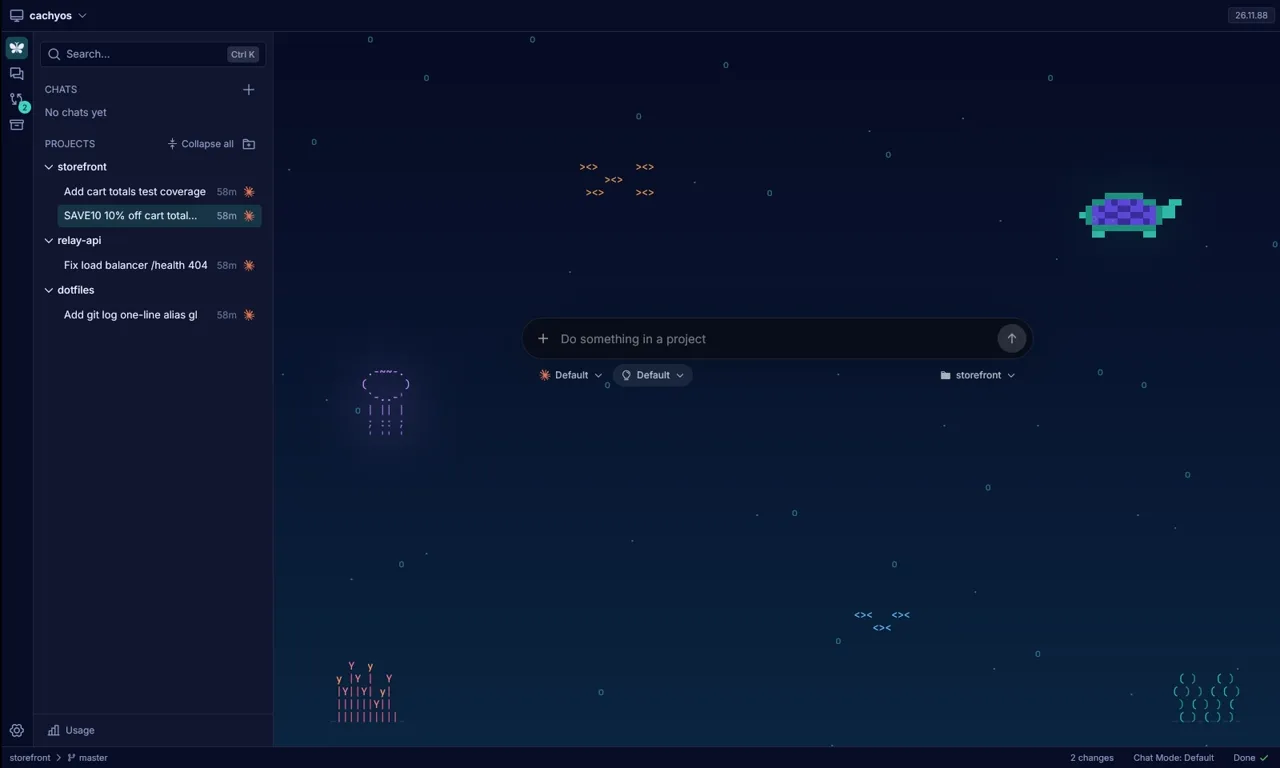 cachyos
26.11.88
Search...
Ctrl K
CHATS
No chats yet
PROJECTS
Collapse all
storefront
Add cart totals test coverage 58m
SAVE10 10% off cart total... 58m
relay-api
Fix load balancer /health 404 58m
dotfiles
Add git log one-line alias gl 58m
2
Do something in a project
Default
Default
storefront
Usage
storefront
master
2 changes
Chat Mode: Default
Done